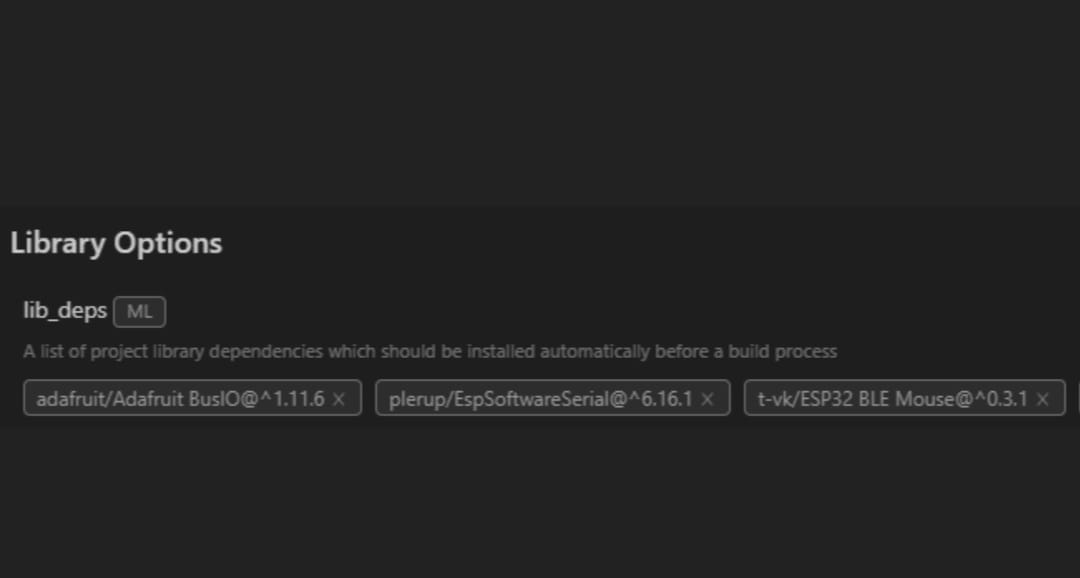 Library Options
lib_deps ML
A list of project library dependencies which should be installed automatically before a build process
adafruit/Adafruit BusIO@^1.11.6 × plerup/EspSoftwareSerial@^6.16.1 × t-vk/ESP32 BLE Mouse@^0.3.1 ×